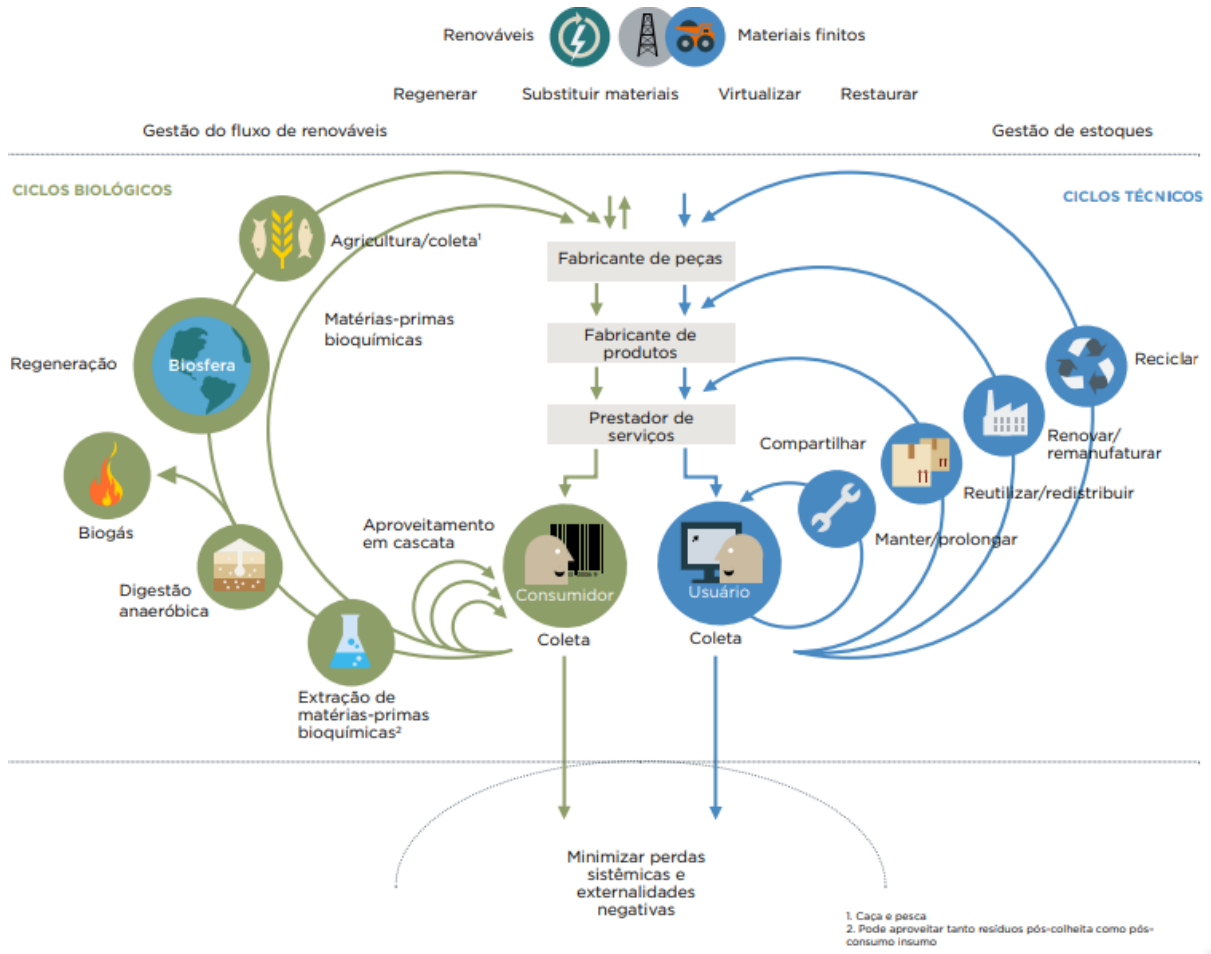 Renováveis
Materiais finitos
Regenerar
Substituir materiais
Virtualizar
Restaurar
Gestão do fluxo de renováveis
Gestão de estoques
CICLOS BIOLÓGICOS
CICLOS TÉCNICOS
Agricultura/coleta¹
Fabricante de peças
Matérias-primas
bioquímicas
Fabricante de
produtos
Regeneração
Biosfera
Reciclar
Prestador de
serviços
Compartilhar
Renovar/
remanufaturar
Reutilizar/redistribuir
Biogás
Aproveitamento
em cascata
Manter/prolongar
Digestão
anaeróbica
Consumidor
Usuário
Coleta
Coleta
Extração de
matérias-primas
bioquímicas²
Minimizar perdas
sistêmicas e
externalidades
negativas
1. Caça e pesca
2. Pode aproveitar tanto resíduos pós-colheita como pós-
consumo insumo